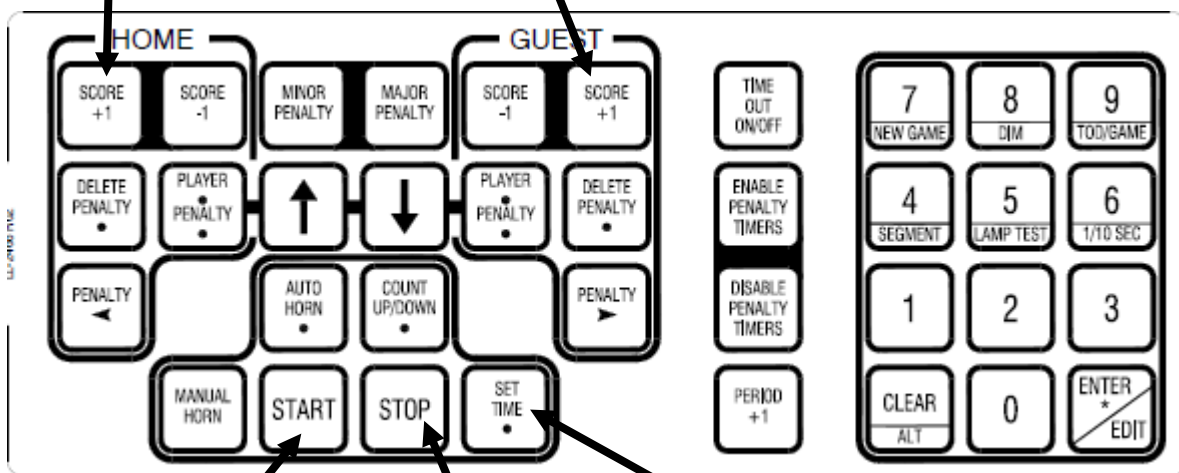 HOME
GUEST
SCORE
+1
SCORE
-1
MINOR
PENALTY
MAJOR
PENALTY
SCORE
-1
SCORE
+1
TIME
OUT
ON/OFF
7
NEW GAME
8
DIM
9
TOD/GAME
DELETE
PENALTY
•
PLAYER
•
PENALTY
•
↑
↓
PLAYER
•
PENALTY
•
DELETE
PENALTY
•
ENABLE
PENALTY
TIMERS
4
SEGMENT
5
LAMP TEST
6
1/10 SEC
PENALTY
◄
AUTO
HORN
•
COUNT
UP/DOWN
•
PENALTY
►
DISABLE
PENALTY
TIMERS
1
2
3
MANUAL
HORN
START
STOP
SET
TIME
•
PERIOD
+1
CLEAR
ALT
0
ENTER
*
EDIT